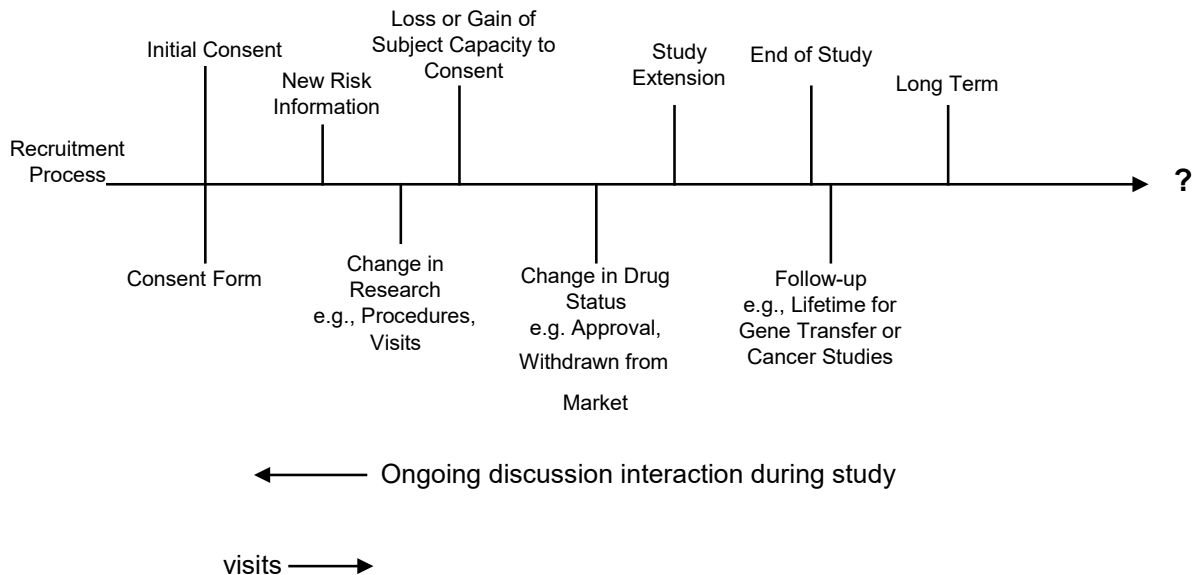 Initial Consent
New Risk
Information
Loss or Gain of
Subject Capacity to
Consent
Study
Extension
End of Study
Long Term
Recruitment
Process
?
Consent Form
Change in
Research
e.g., Procedures,
Visits
Change in Drug
Status
e.g. Approval,
Withdrawn from
Market
Follow-up
e.g., Lifetime for
Gene Transfer or
Cancer Studies
Ongoing discussion interaction during study
visits